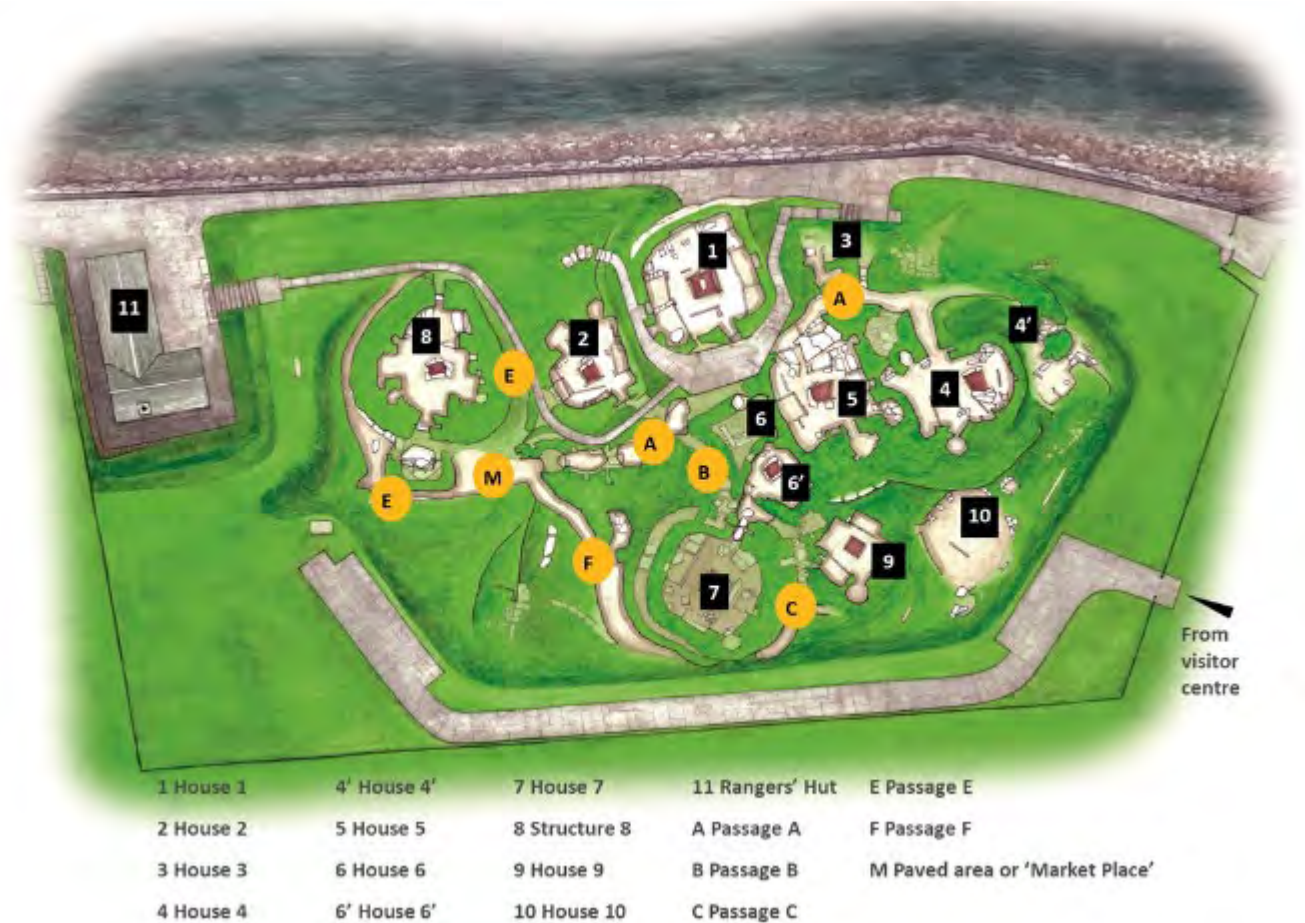 1
3
11
A
4'
8
2
E
4
5
6
A
B
M
6'
E
10
F
9
7
C
From
visitor
centre
1 House 1 4' House 4' 7 House 7 11 Rangers' Hut E Passage E
2 House 2 5 House 5 8 Structure 8 A Passage A F Passage F
3 House 3 6 House 6 9 House 9 B Passage B M Paved area or 'Market Place'
4 House 4 6' House 6' 10 House 10 C Passage C